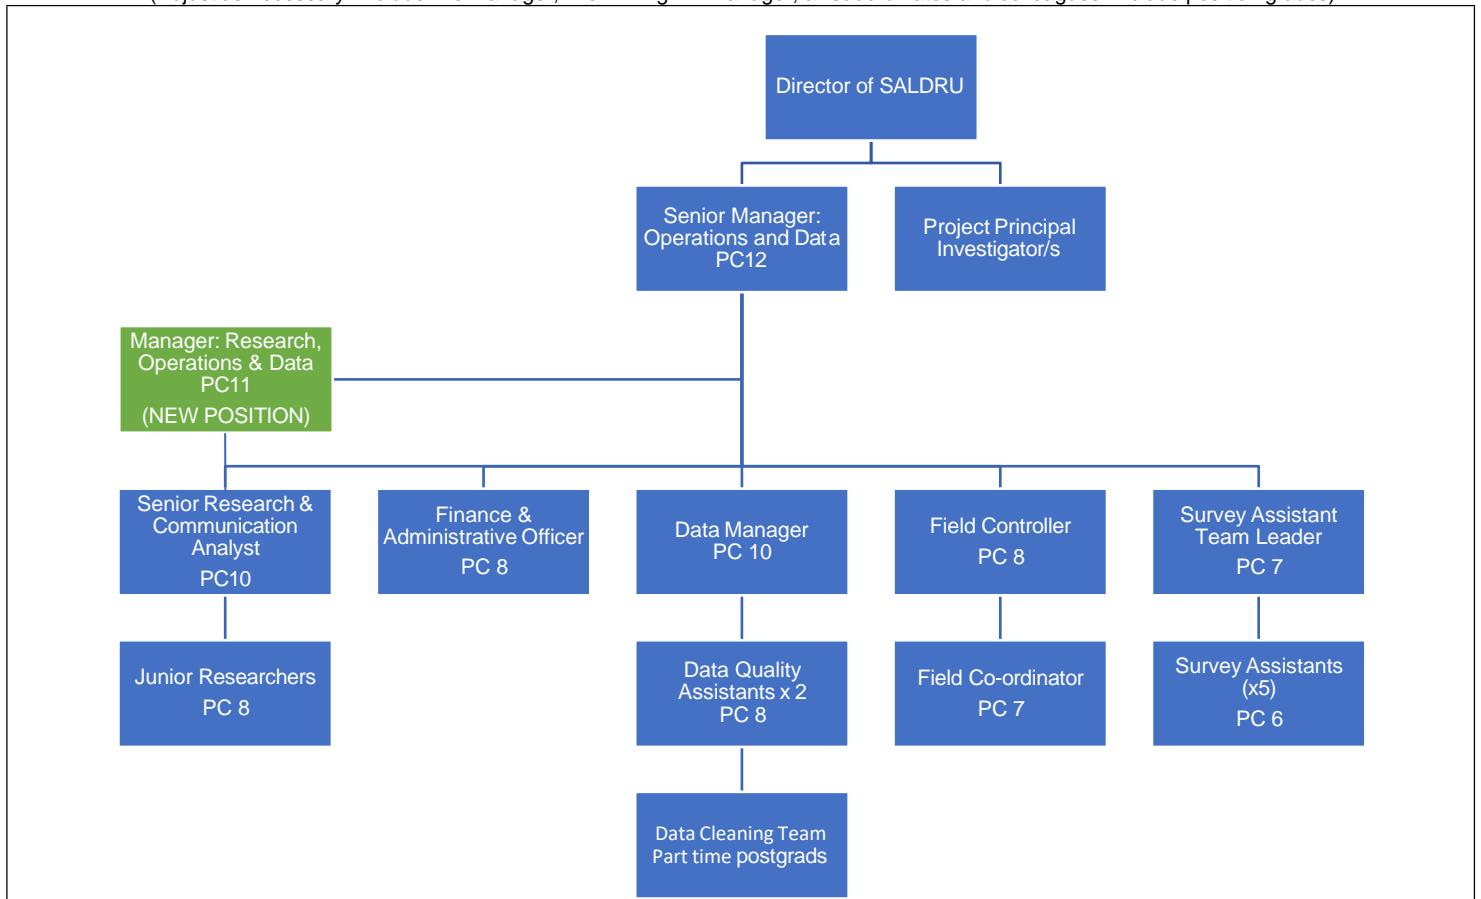 Director of SALDRU
Senior Manager:
Operations and Data
PC12
Project Principal
Investigator/s
Manager: Research,
Operations & Data
PC11
(NEW POSITION)
Senior Research &
Communication
Analyst
PC10
Finance &
Administrative Officer
PC 8
Data Manager
PC 10
Field Controller
PC 8
Survey Assistant
Team Leader
PC 7
Junior Researchers
PC 8
Data Quality
Assistants x 2
PC 8
Field Co-ordinator
PC 7
Survey Assistants
(x5)
PC 6
Data Cleaning Team
Part time postgrads